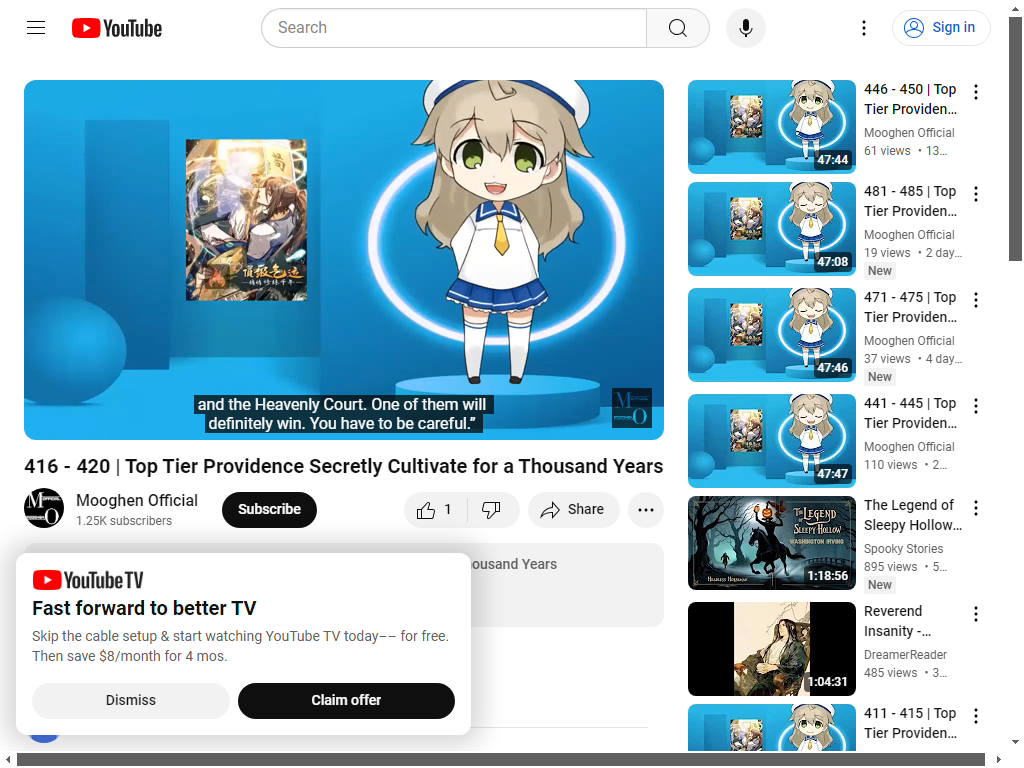 YouTube
Search
Sign in
and the Heavenly Court. One of them will
definitely win. You have to be careful.”
416 - 420 | Top Tier Providence Secretly Cultivate for a Thousand Years
Mooghen Official
1.25K subscribers
Subscribe
1
Share
ousand Years
YouTube TV
Fast forward to better TV
Skip the cable setup & start watching YouTube TV today–– for free.
Then save $8/month for 4 mos.
Dismiss
Claim offer
446 - 450 | Top
Tier Providen...
Mooghen Official
61 views • 13...
47:44
481 - 485 | Top
Tier Providen...
Mooghen Official
19 views • 2 day...
New
47:08
471 - 475 | Top
Tier Providen...
Mooghen Official
37 views • 4 day...
New
47:46
441 - 445 | Top
Tier Providen...
Mooghen Official
110 views • 2...
47:47
The Legend of
Sleepy Hollow...
Spooky Stories
895 views • 5...
New
The Legend
of
Sleepy Hollow
Washington Irving
Headless Horseman
1:18:56
Reverend
Insanity -...
DreamerReader
485 views • 3...
1:04:31
411 - 415 | Top
Tier Providen...